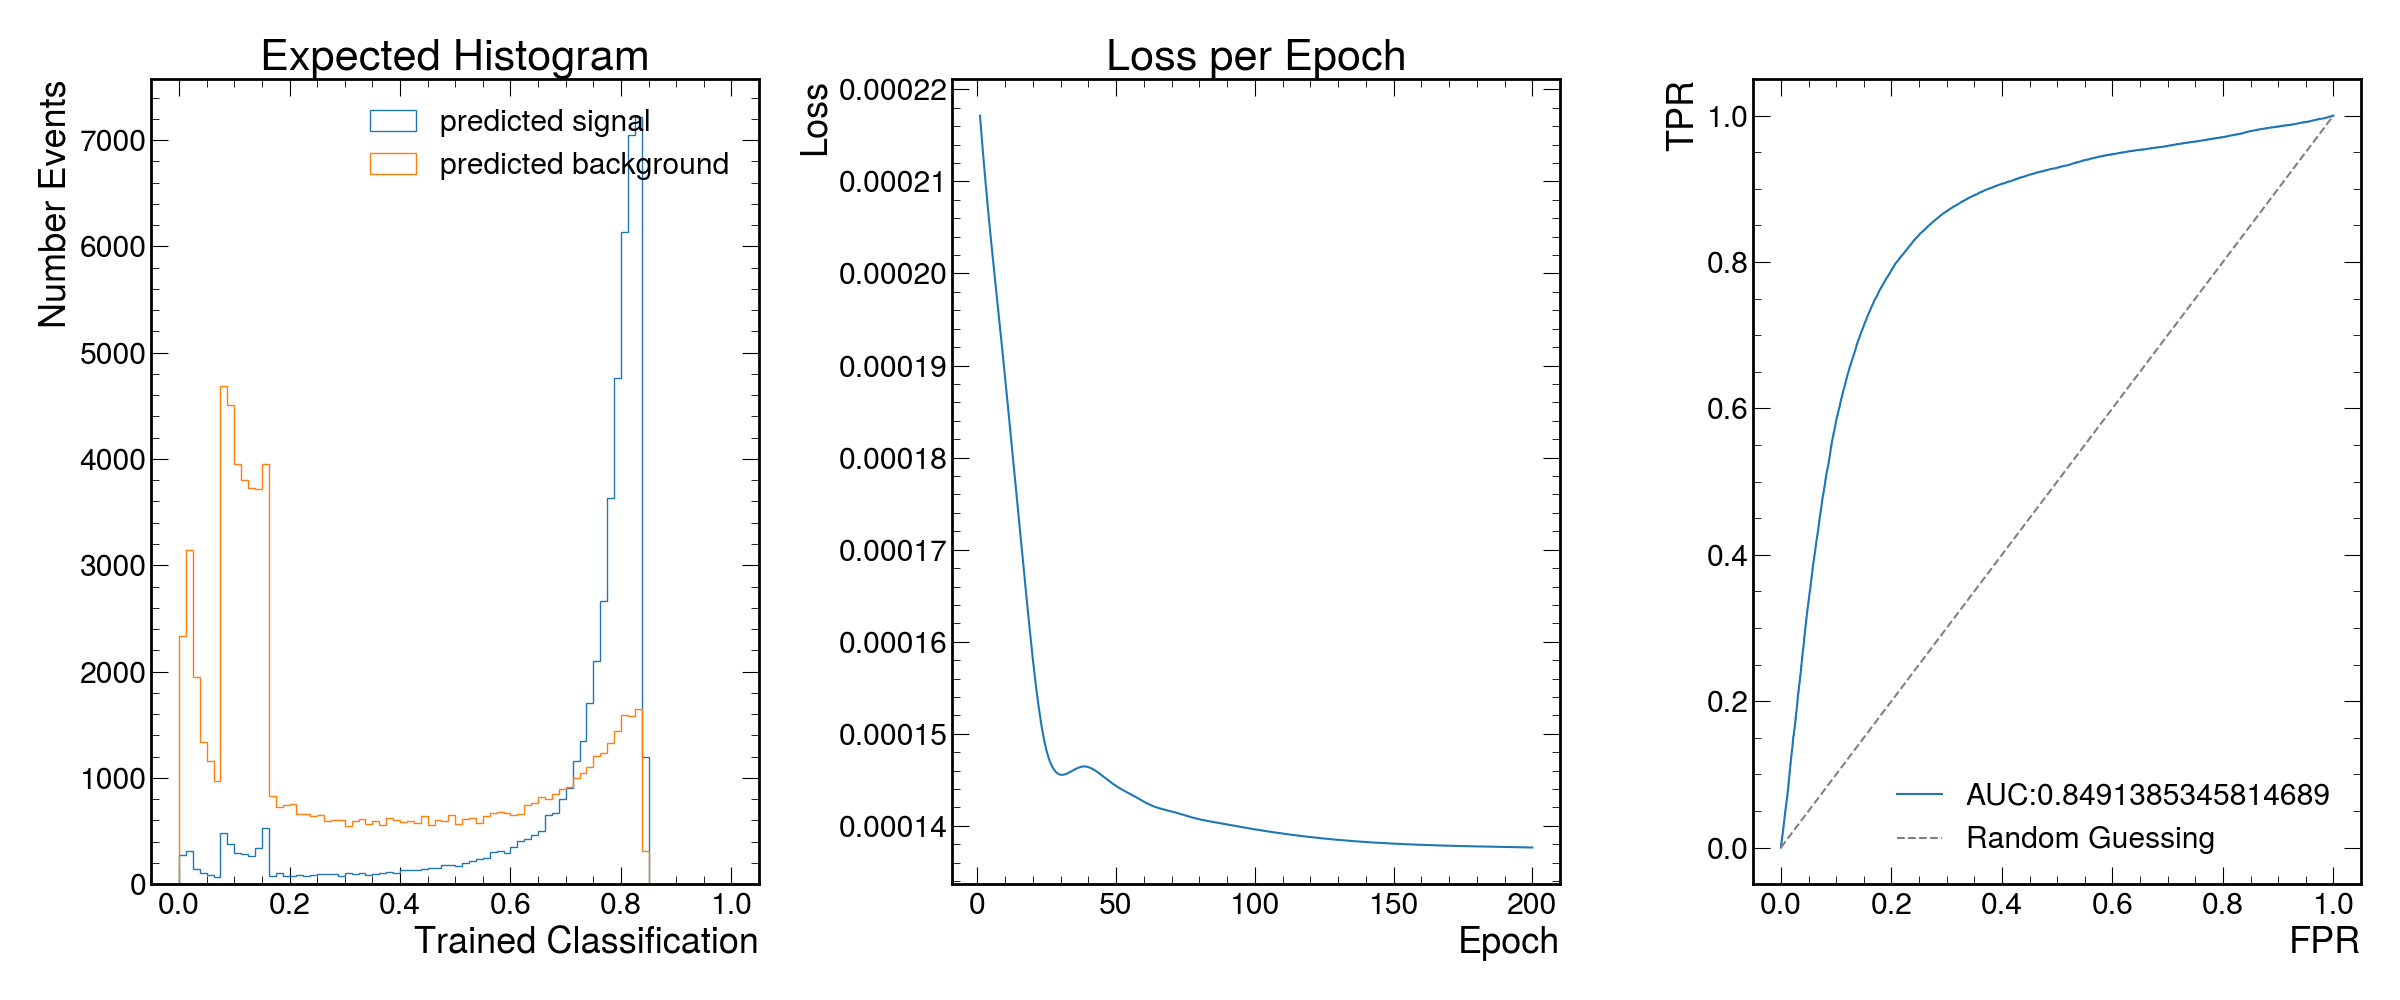 Expected Histogram
Number Events
7000
6000
5000
4000
3000
2000
1000
0
predicted signal
predicted background
0.0 0.2 0.4 0.6 0.8 1.0
Trained Classification
Loss per Epoch
Loss
0.00022
0.00021
0.00020
0.00019
0.00018
0.00017
0.00016
0.00015
0.00014
0 50 100 150 200
Epoch
TPR
1.0
0.8
0.6
0.4
0.2
0.0
AUC:0.8491385345814689
Random Guessing
0.0 0.2 0.4 0.6 0.8 1.0
FPR